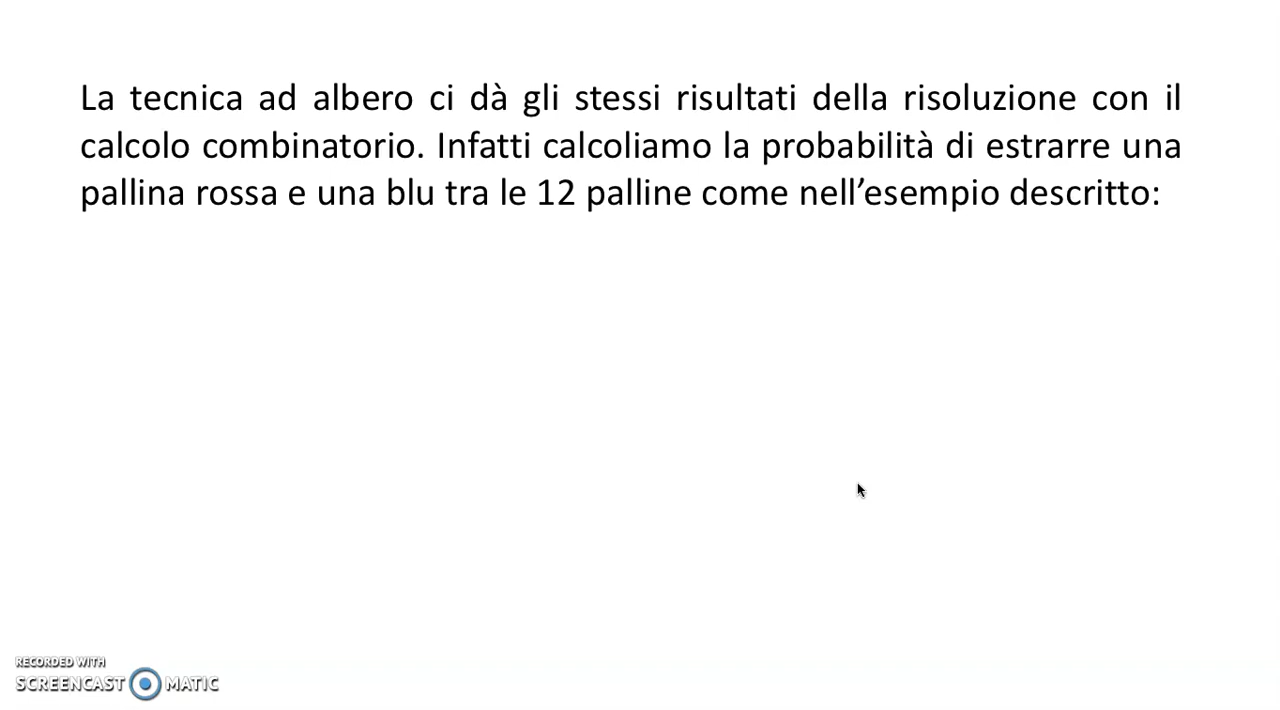 La tecnica ad albero ci dà gli stessi risultati della risoluzione con il
calcolo combinatorio. Infatti calcoliamo la probabilità di estrarre una
pallina rossa e una blu tra le 12 palline come nell’esempio descritto:
RECORDED WITH
SCREENCAST MATIC